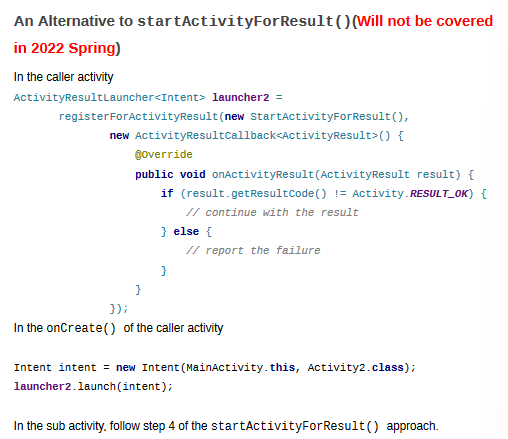 An Alternative to startActivityForResult()(Will not be covered
in 2022 Spring)
In the caller activity
ActivityResultLauncher<Intent> launcher2 =
registerForActivityResult(new StartActivityForResult(),
new ActivityResultCallback<ActivityResult>() {
@Override
public void onActivityResult(ActivityResult result) {
if (result.getResultCode() != Activity.RESULT_OK) {
// continue with the result
} else {
// report the failure
}
}
});
In the onCreate() of the caller activity
Intent intent = new Intent(MainActivity.this, Activity2.class);
launcher2.launch(intent);
In the sub activity, follow step 4 of the startActivityForResult() approach.